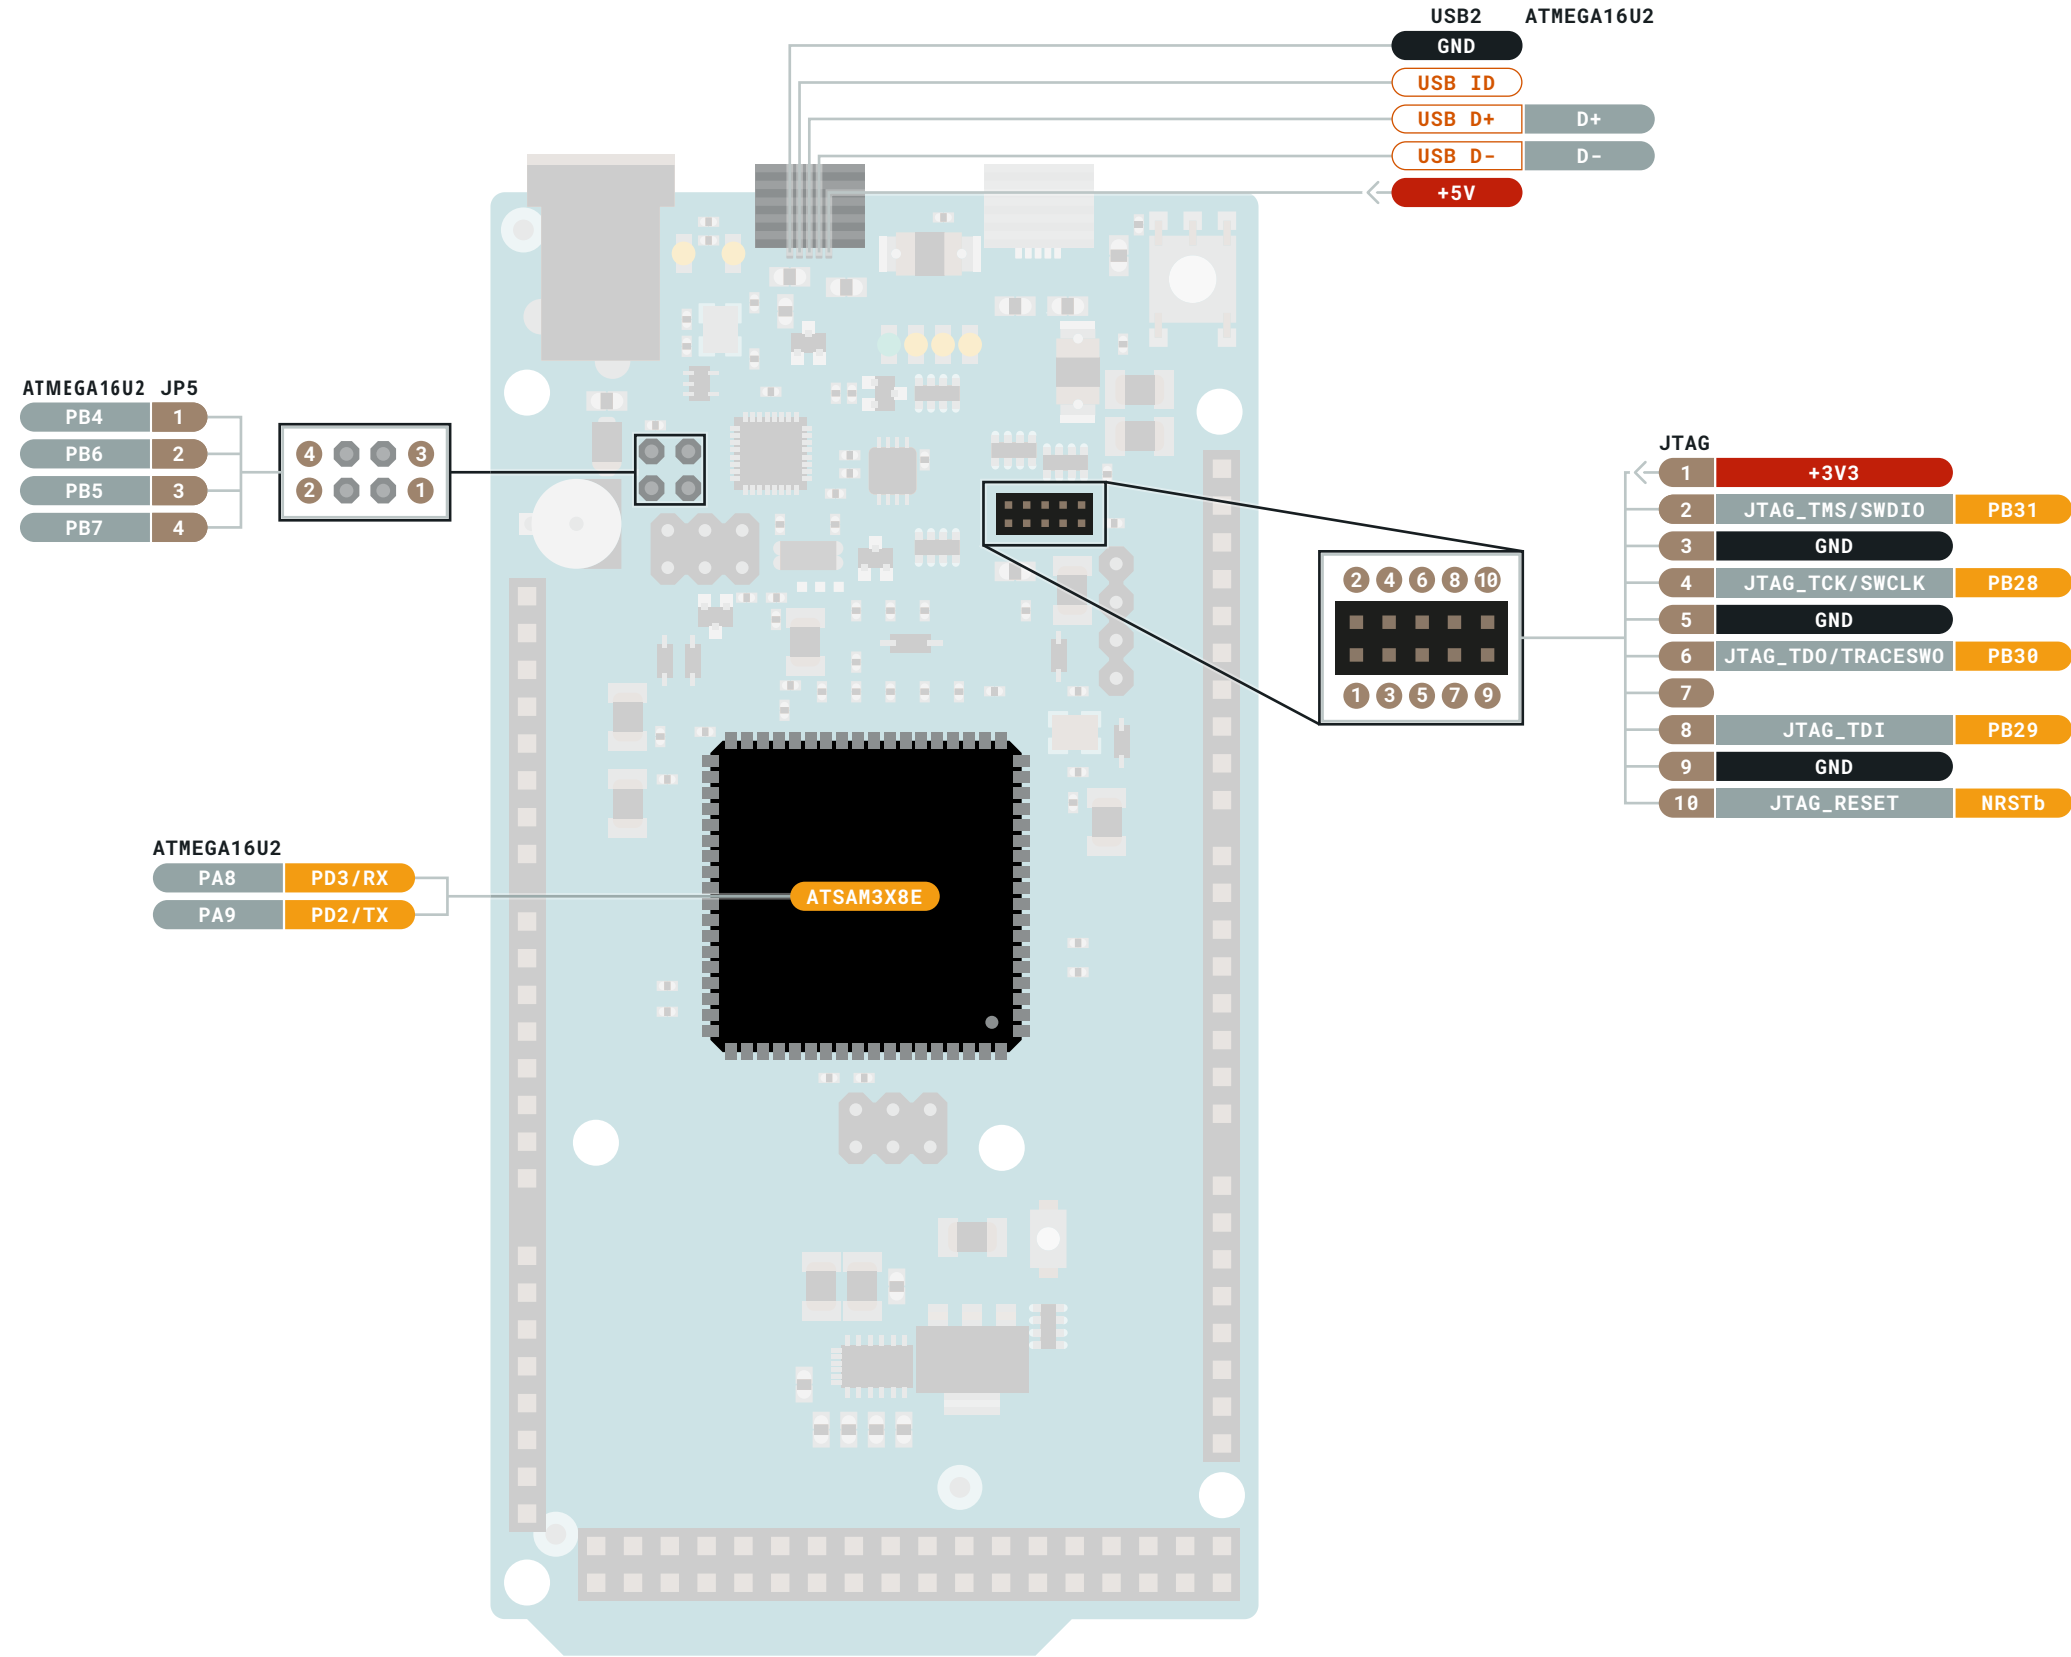 USB2 ATMEGA16U2
GND
USB ID
USB D+ D+
USB D- D-
+5V
ATMEGA16U2 JP5
PB4 1
PB6 2
PB5 3
PB7 4
4 3
2 1
JTAG
1 +3V3
2 JTAG_TMS/SWDIO PB31
3 GND
4 JTAG_TCK/SWCLK PB28
5 GND
6 JTAG_TDO/TRACESWO PB30
7
8 JTAG_TDI PB29
9 GND
10 JTAG_RESET NRSTb
2 4 6 8 10
1 3 5 7 9
ATMEGA16U2
PA8 PD3/RX
PA9 PD2/TX
ATSAM3X8E